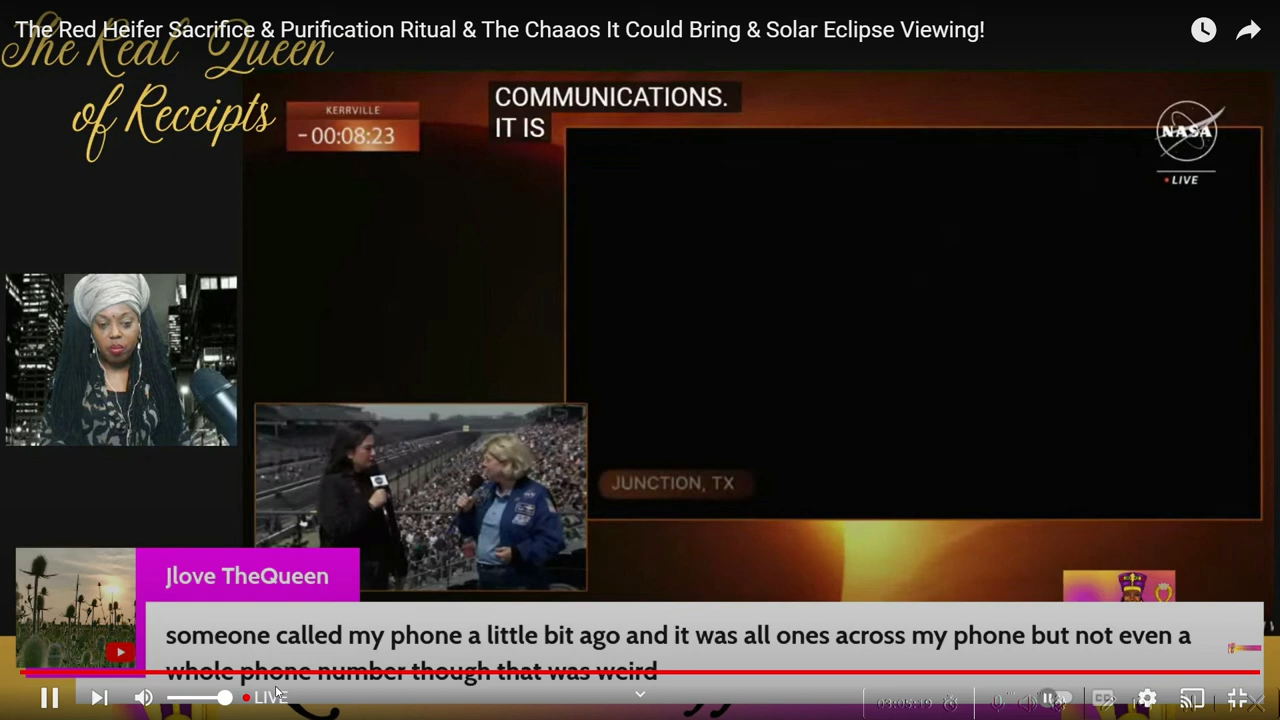 The Red Heifer Sacrifice & Purification Ritual & The Chaaos It Could Bring & Solar Eclipse Viewing!
The Real Queen
of Receipts
KERRVILLE
-00:08:23
COMMUNICATIONS.
IT IS
NASA
LIVE
JUNCTION, TX
Jlove TheQueen
someone called my phone a little bit ago and it was all ones across my phone but not even a
whole phone number though that was weird
LIVE
03:05:19